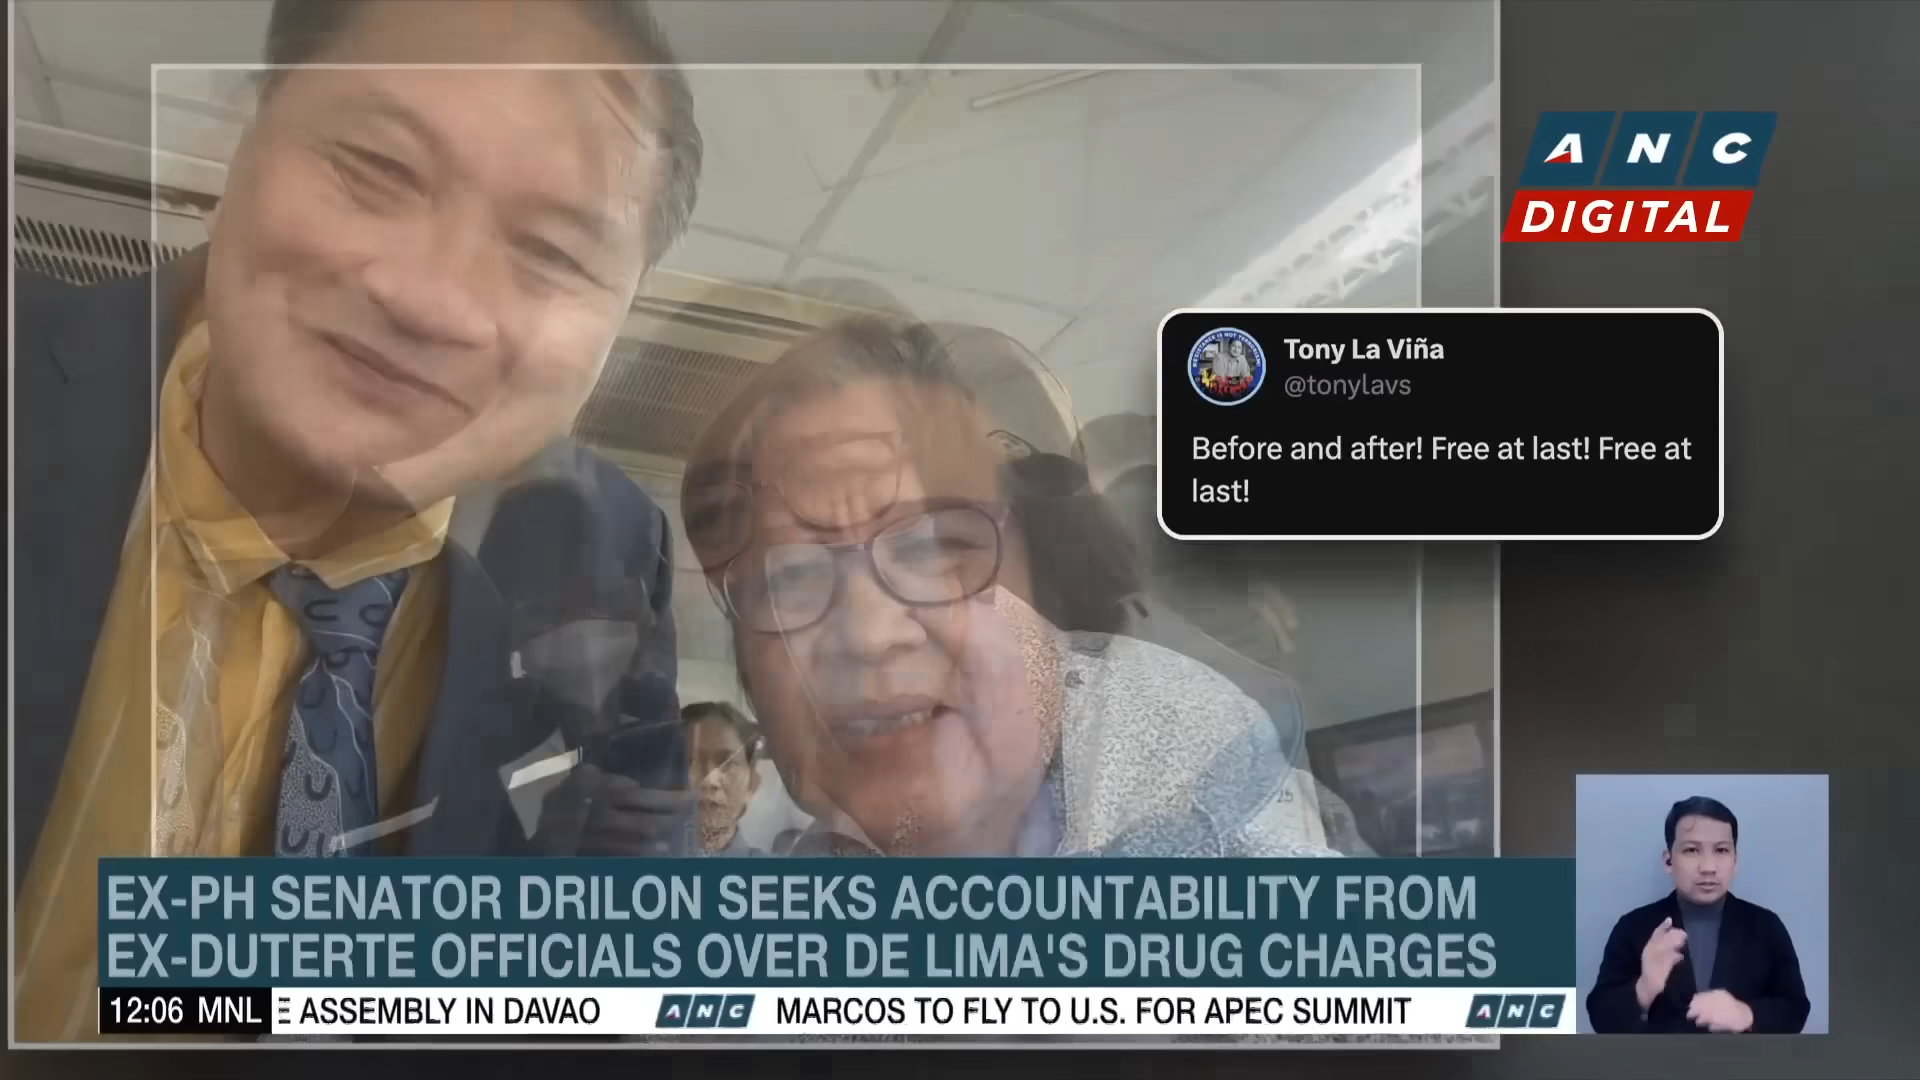 ANC
DIGITAL
Tony La Viña
@tonylavs
Before and after! Free at last! Free at
last!
EX-PH SENATOR DRILON SEEKS ACCOUNTABILITY FROM
EX-DUTERTE OFFICIALS OVER DE LIMA'S DRUG CHARGES
12:06 MNL E ASSEMBLY IN DAVAO ANC MARCOS TO FLY TO U.S. FOR APEC SUMMIT ANC